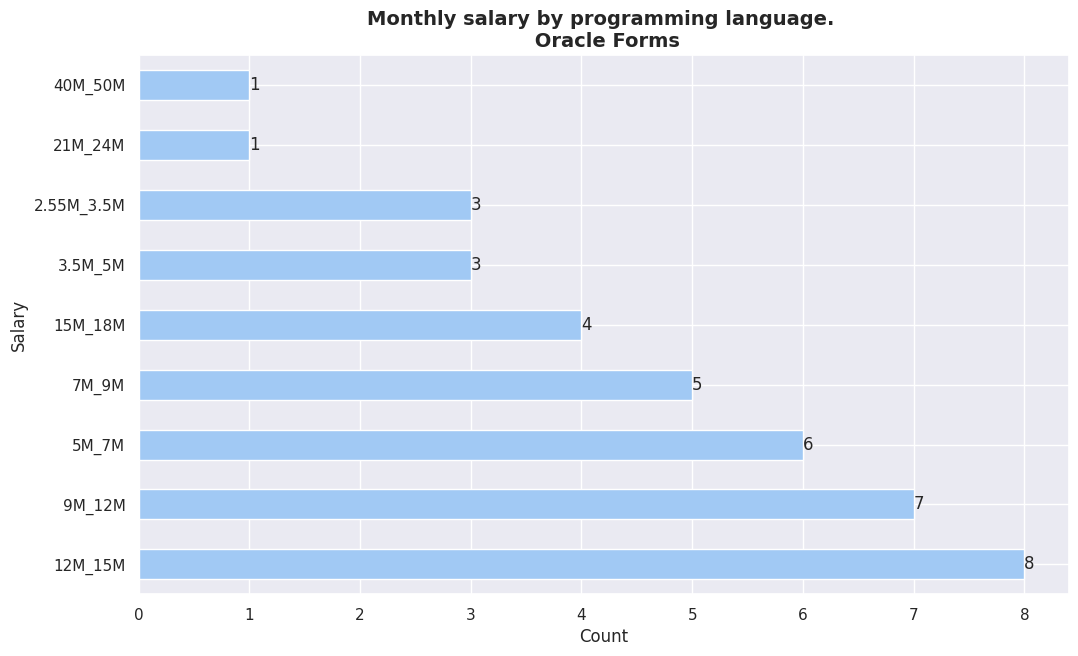 Monthly salary by programming language.
Oracle Forms
40M_50M
1
21M_24M
1
2.55M_3.5M
3
3.5M_5M
3
15M_18M
4
7M_9M
5
5M_7M
6
9M_12M
7
12M_15M
8
Salary
0 1 2 3 4 5 6 7 8
Count